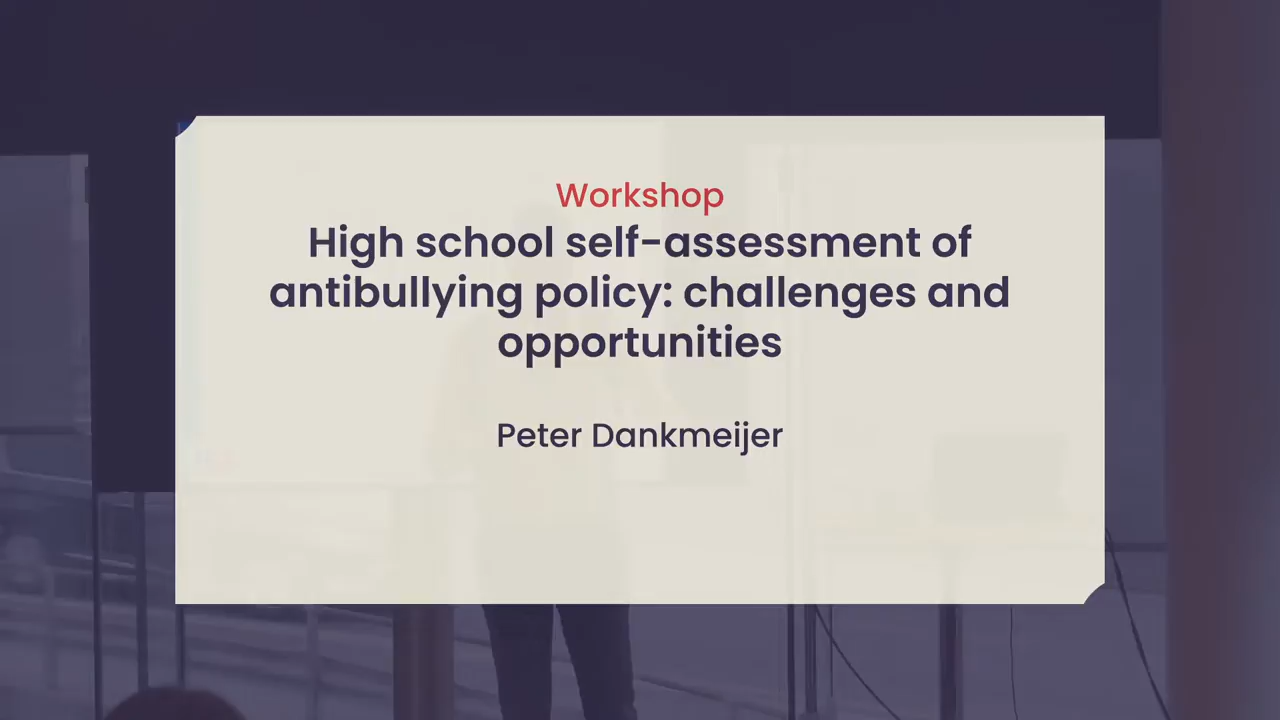 Workshop
High school self-assessment of
antibullying policy: challenges and
opportunities
Peter Dankmeijer